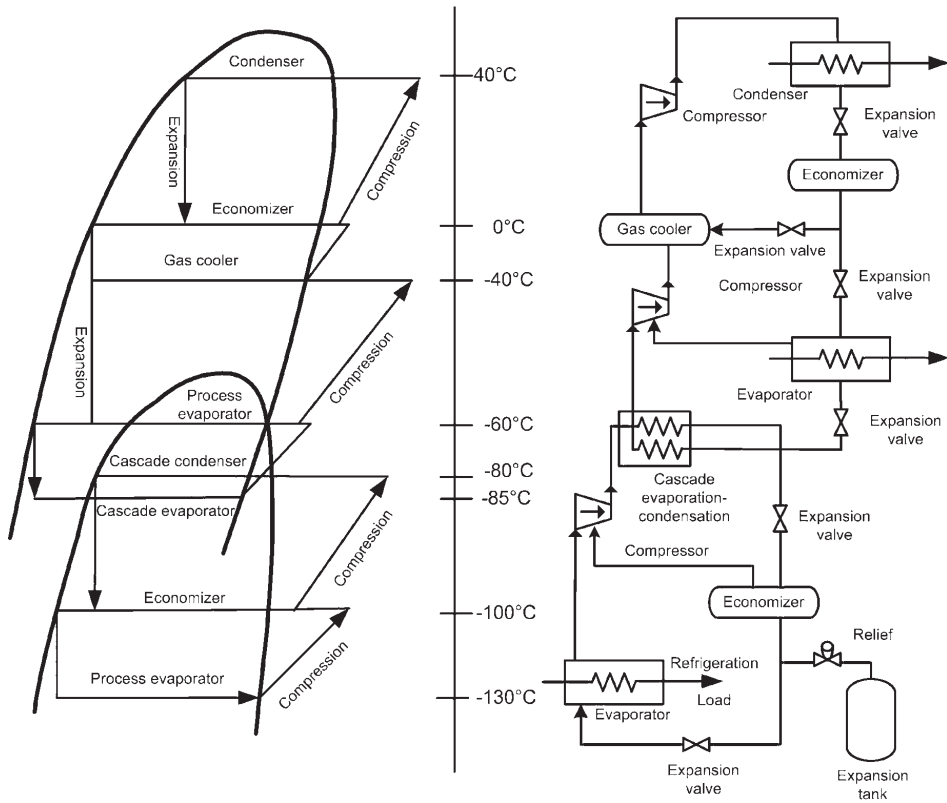 Condenser
Expansion
Compression
Economizer
Gas cooler
Expansion
Compression
Process
evaporator
Cascade condenser
Cascade evaporator
Compression
Economizer
Process evaporator
Compression
40°C
0°C
-40°C
-60°C
-80°C
-85°C
-100°C
-130°C
Condenser
Compressor
Expansion
valve
Economizer
Gas cooler
Expansion valve
Compressor
Expansion
valve
Evaporator
Expansion
valve
Cascade
evaporation-
condensation
Expansion
valve
Compressor
Economizer
Relief
Refrigeration
Load
Evaporator
Expansion
valve
Expansion
tank